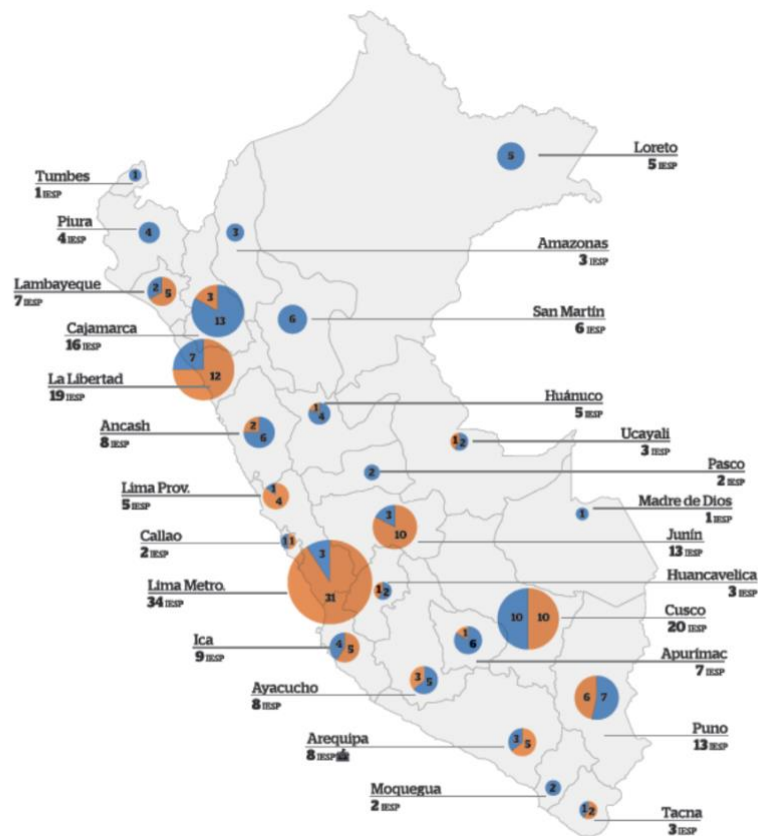 Loreto
5 IESP
5
Tumbes
1 IESP
1
Piura
4 IESP
4
3
Amazonas
3 IESP
Lambayeque
7 IESP
2 5
3
13
Cajamarca
16 IESP
San Martín
6 IESP
6
7
12
La Libertad
19 IESP
Huánuco
5 IESP
1 4
Ancash
8 IESP
2 6
Ucayali
3 IESP
1 2
Pasco
2 IESP
2
Lima Prov.
5 IESP
1 4
Madre de Dios
1 IESP
1
Callao
2 IESP
1 1
3
10
Junín
13 IESP
Lima Metro.
34 IESP
3
31
Huancavelica
3 IESP
1 2
Cusco
20 IESP
10 10
Ica
9 IESP
4 5
1 6
Apurimac
7 IESP
Ayacucho
8 IESP
3 5
6 7
Puno
13 IESP
Arequipa
8 IESP
3 5
Moquegua
2 IESP
2
1 2
Tacna
3 IESP